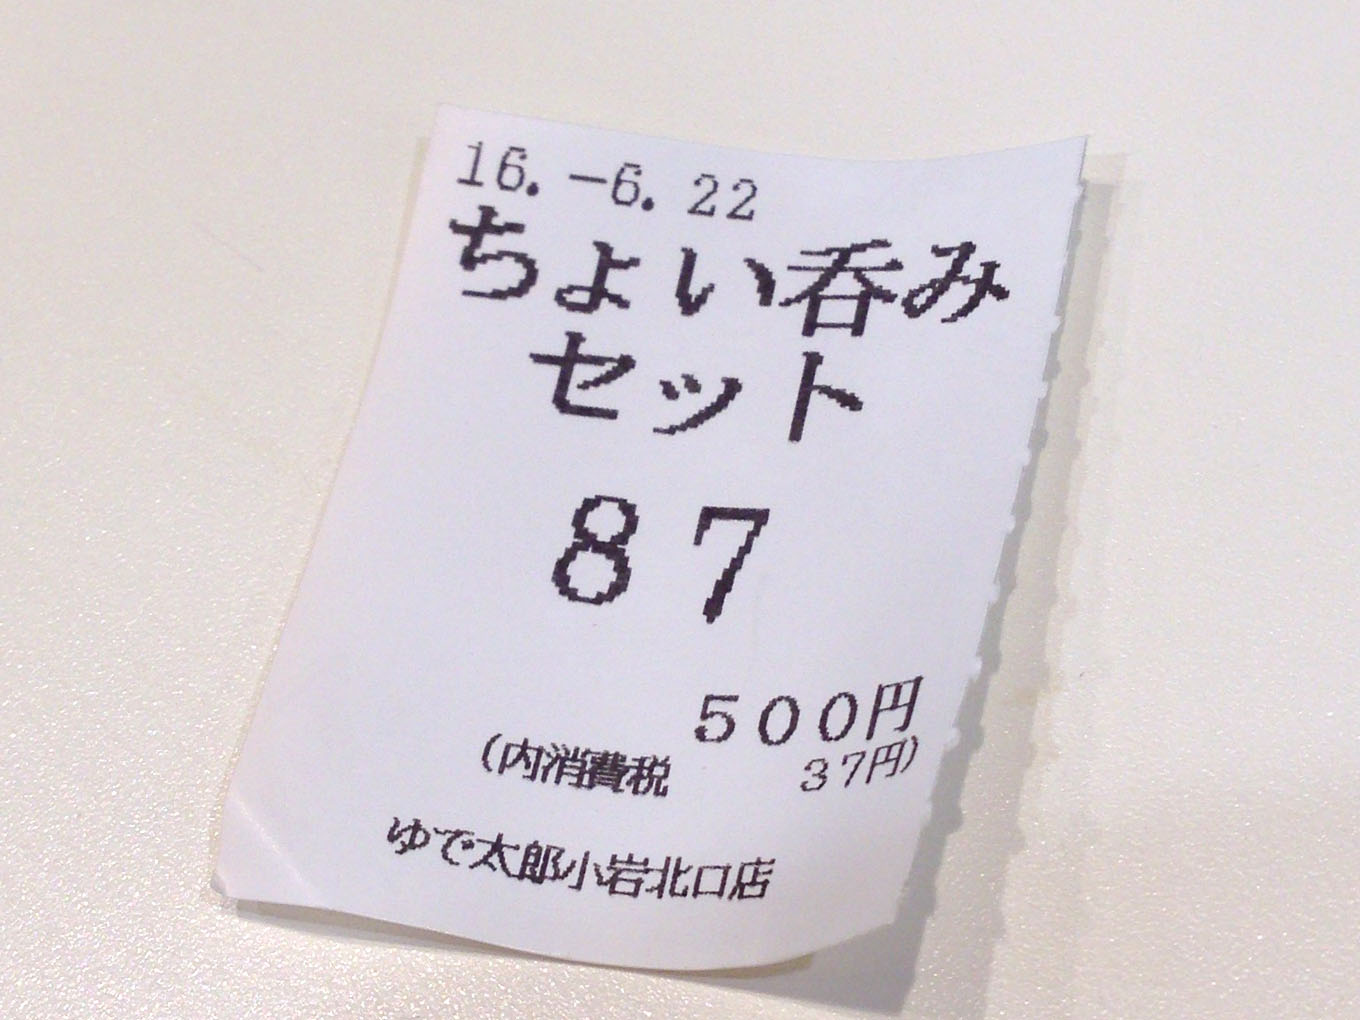 16.-6.22
ちょい呑み
セット
87
500円
(内消費税 37円)
ゆで太郎小岩北口店